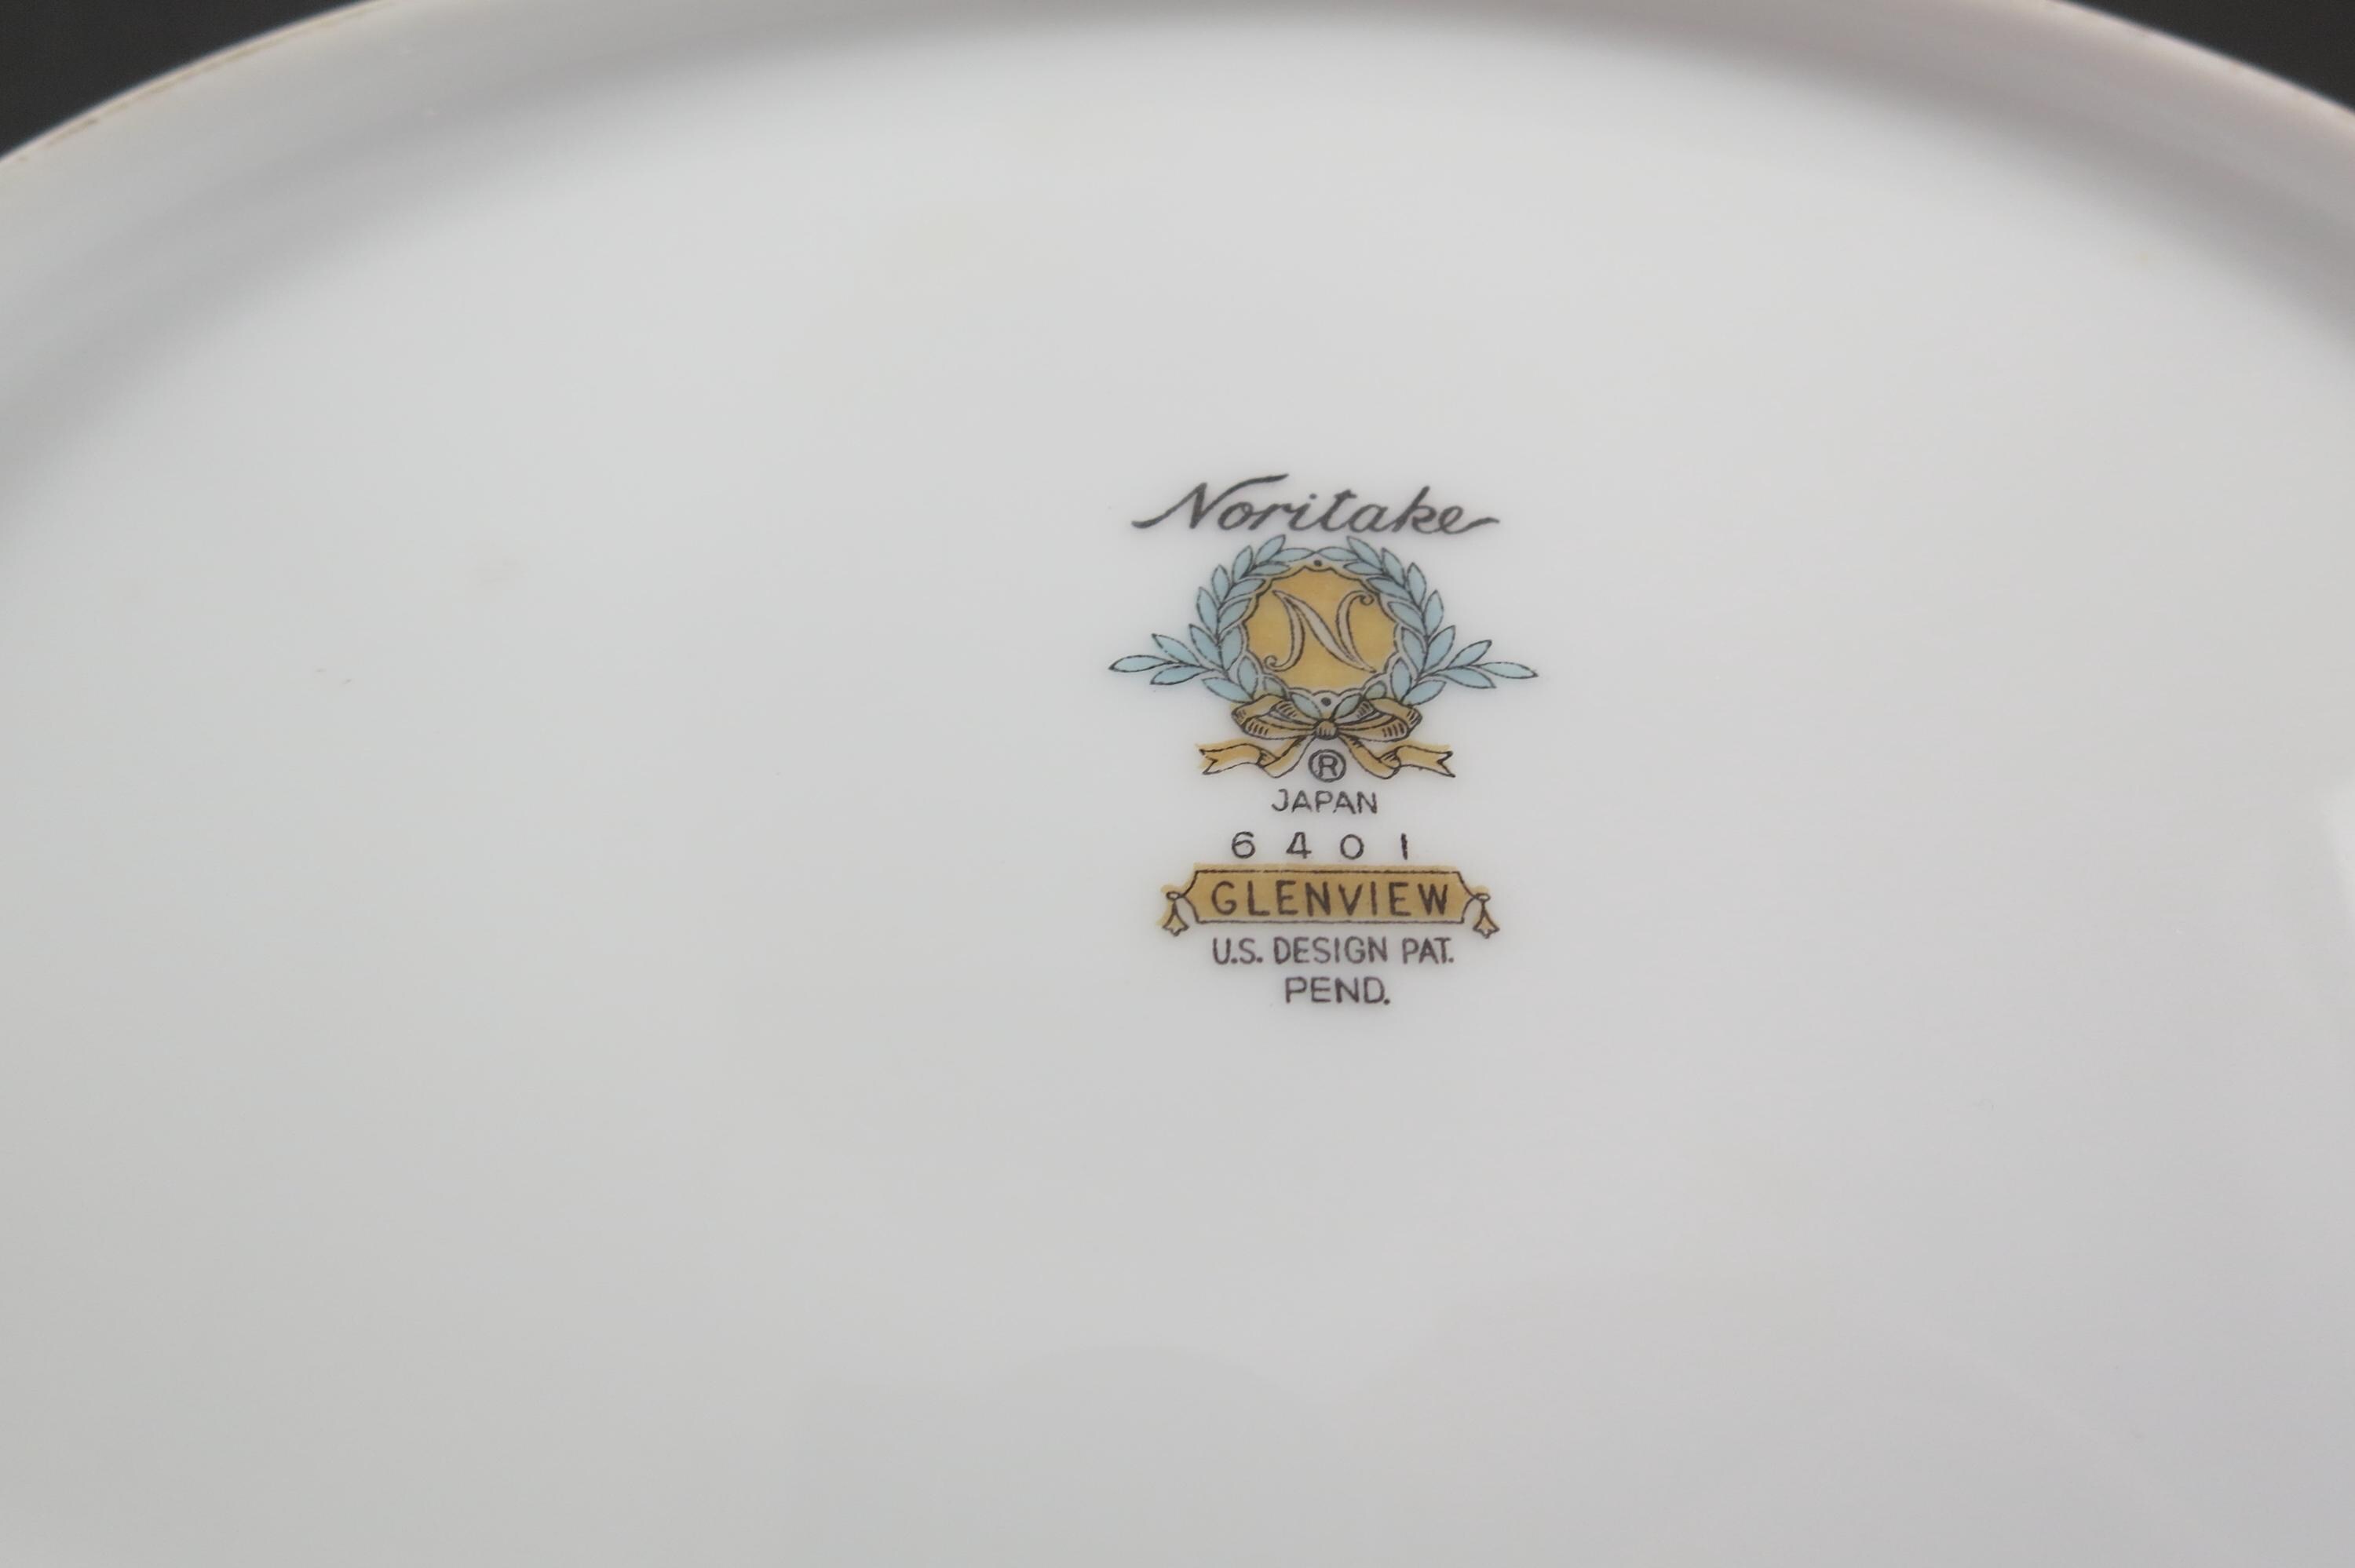 Noritake
N
®
JAPAN
6401
GLENVIEW
U.S. DESIGN PAT.
PEND.